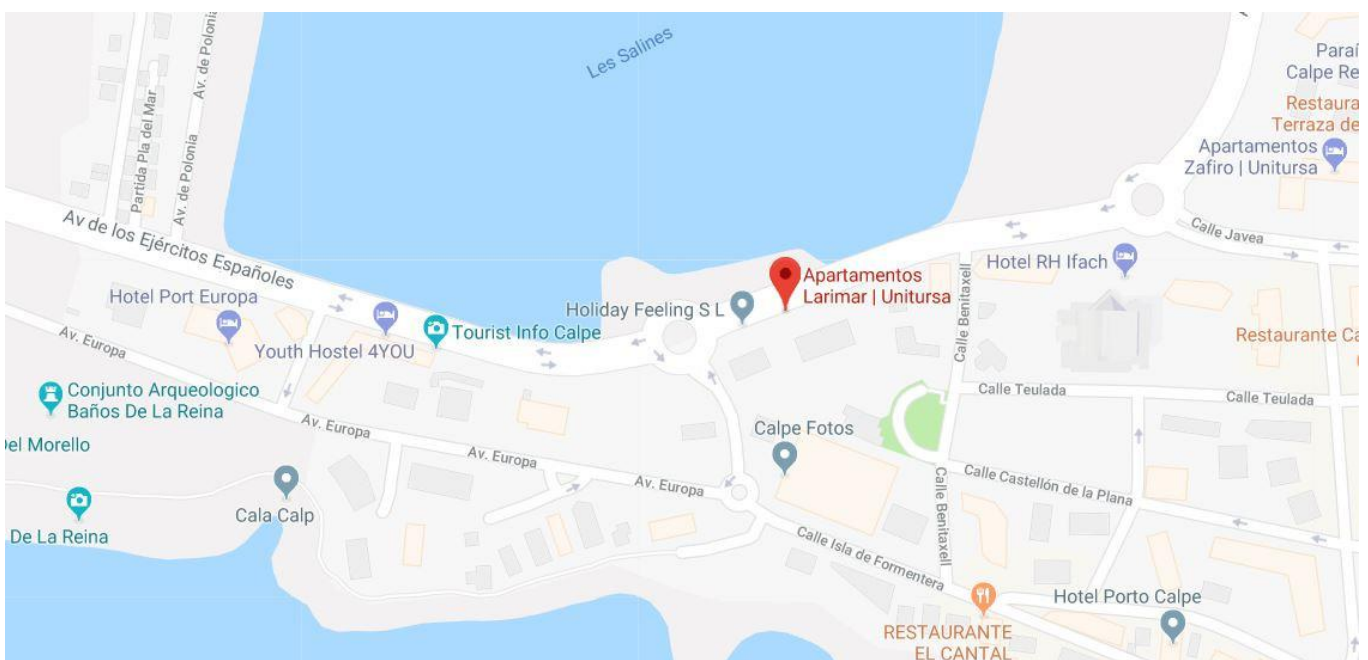 Les Salines
Av. de Polonia
Partida Pla del Mar
Av. de Polonia
Calpe Re
Terraza de
Apartamentos
Zafiro | Unitursa
Av de los Ejércitos Españoles
Calle Javea
Hotel RH Ifach
Apartamentos
Larimar | Unitursa
Hotel Port Europa
Holiday Feeling S L
Tourist Info Calpe
Youth Hostel 4YOU
Av. Europa
Calle Benitaxell
Restaurante Ca
Conjunto Arqueologico
Baños De La Reina
Calle Teulada
Calle Teulada
Del Morello
Av. Europa
Calpe Fotos
Av. Europa
Av. Europa
Calle Castellón de la Plana
Cala Calp
De La Reina
Calle Benitaxell
Calle Isla de Formentera
Hotel Porto Calpe
RESTAURANTE
EL CANTAL